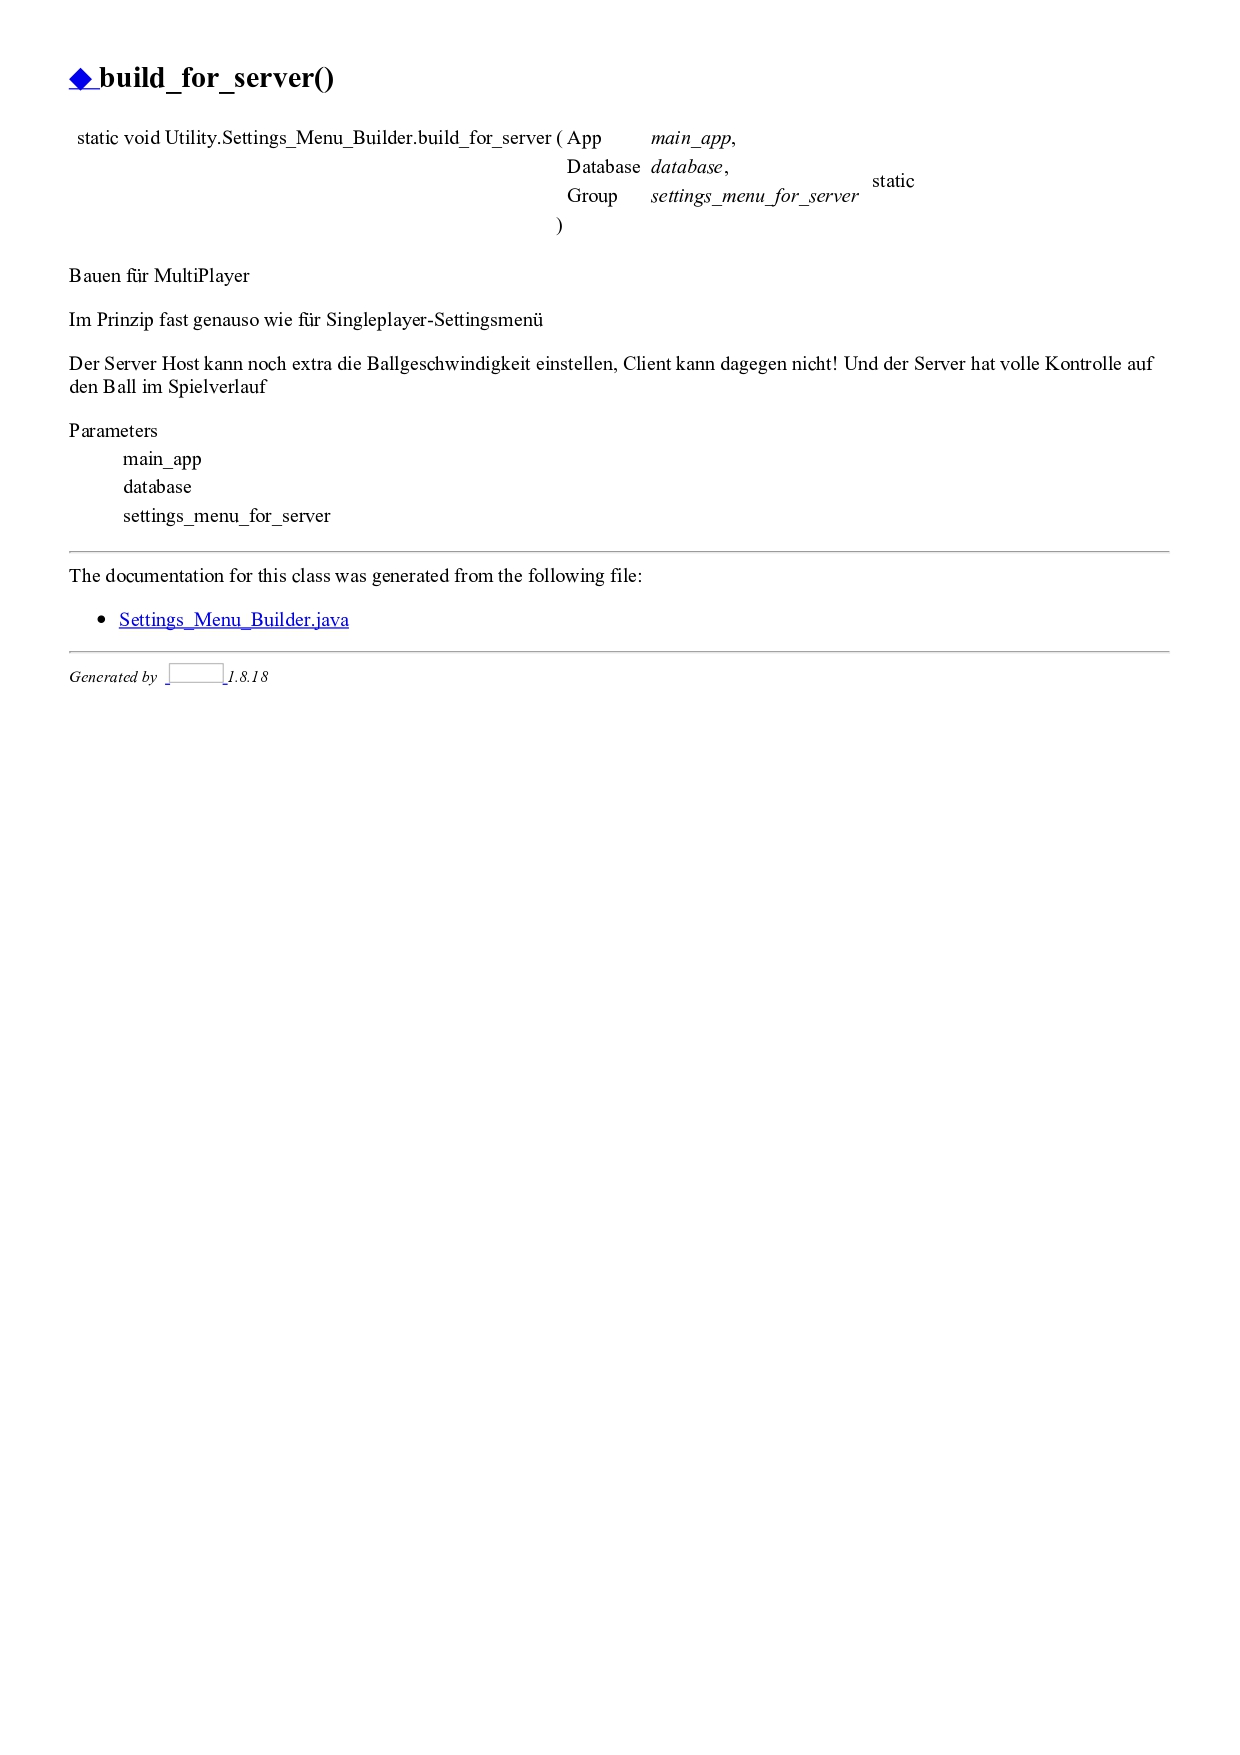 ◆ build_for_server()
static void Utility.Settings_Menu_Builder.build_for_server ( App main_app,
Database database,
Group settings_menu_for_server
)
static
Bauen für MultiPlayer
Im Prinzip fast genauso wie für Singleplayer-Settingsmenü
Der Server Host kann noch extra die Ballgeschwindigkeit einstellen, Client kann dagegen nicht! Und der Server hat volle Kontrolle auf
den Ball im Spielverlauf
Parameters
main_app
database
settings_menu_for_server
The documentation for this class was generated from the following file:
• Settings_Menu_Builder.java
Generated by 1.8.18